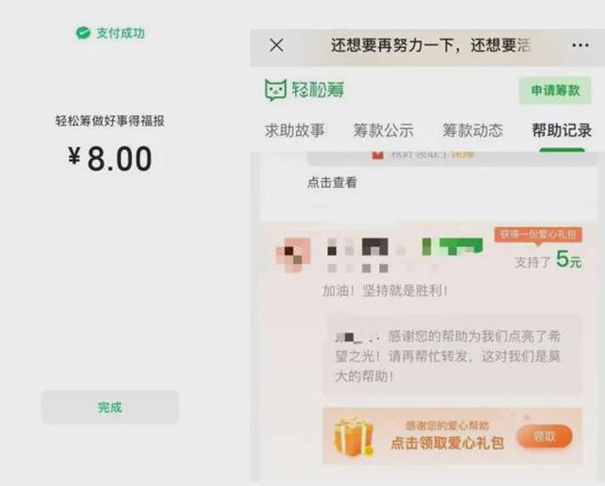 支付成功
轻松筹做好事得福报
¥8.00
完成
还想要再努力一下，还想要活
轻松筹
申请筹款
求助故事 筹款公示 筹款动态 帮助记录
点击查看
获得一份爱心礼包
支持了5元
加油！坚持就是胜利！
感谢您的帮助为我们点亮了希
望之光！请再帮忙转发，这对我们是莫
大的帮助！
感谢您的爱心帮助
点击领取爱心礼包
领取